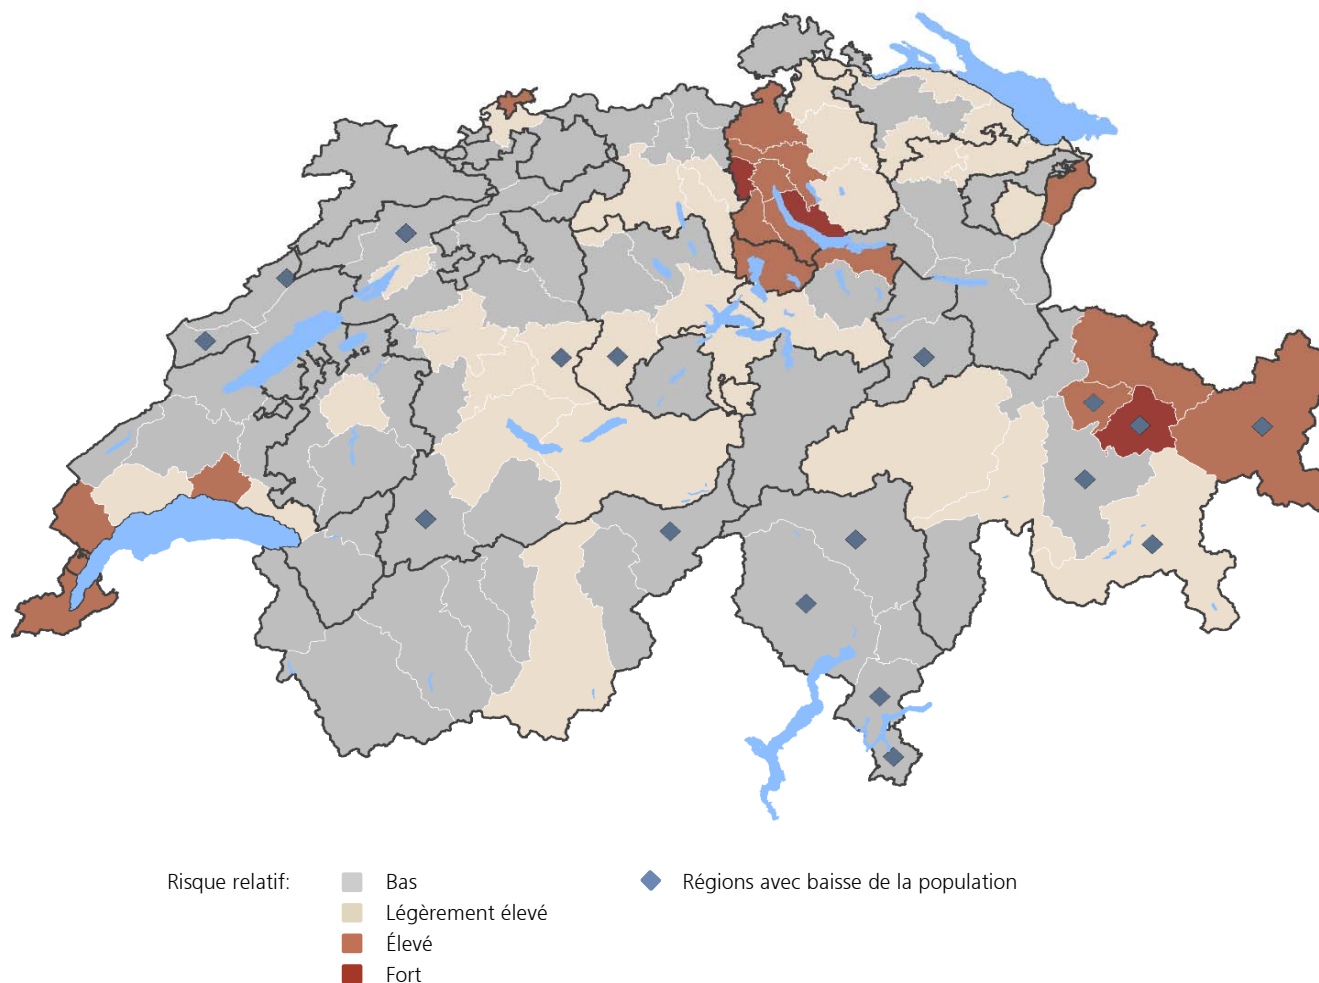 Risque relatif:
Bas
Régions avec baisse de la population
Légèrement élevé
Élevé
Fort